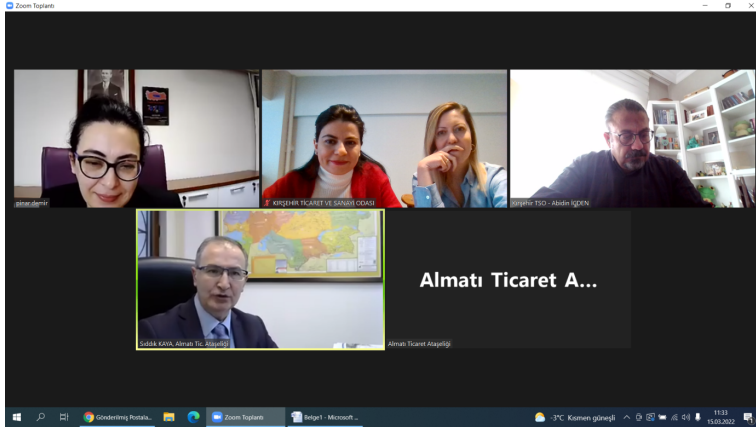 Zoom Toplantı
pinar.demir
KIRŞEHİR TİCARET VE SANAYİ ODASI
Kırşehir TSO - Abidin İÇDEN
Sıddık KAYA, Almatı Tic. Ataşeliği
Almatı Ticaret A...
Almatı Ticaret Ataşeliği
Gönderilmiş Postala...
Zoom Toplantı
Belge1 - Microsoft ...
-3°C Kısmen güneşli
11:33
15.03.2022